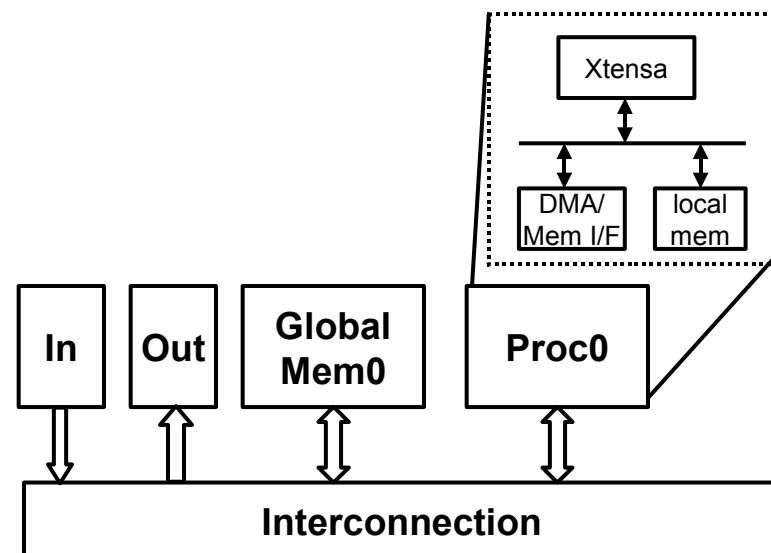 Xtensa
DMA/
Mem I/F
local
mem
In
Out
Global
Mem0
Proc0
Interconnection